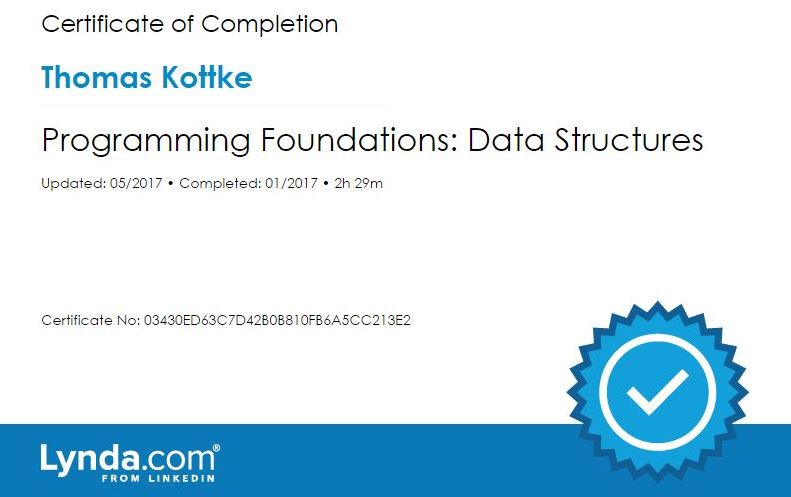 Certificate of Completion
Thomas Kottke
Programming Foundations: Data Structures
Updated: 05/2017 • Completed: 01/2017 • 2h 29m
Certificate No: 03430ED63C7D42B0B810FB6A5CC213E2
Lynda.com®
FROM LINKEDIN